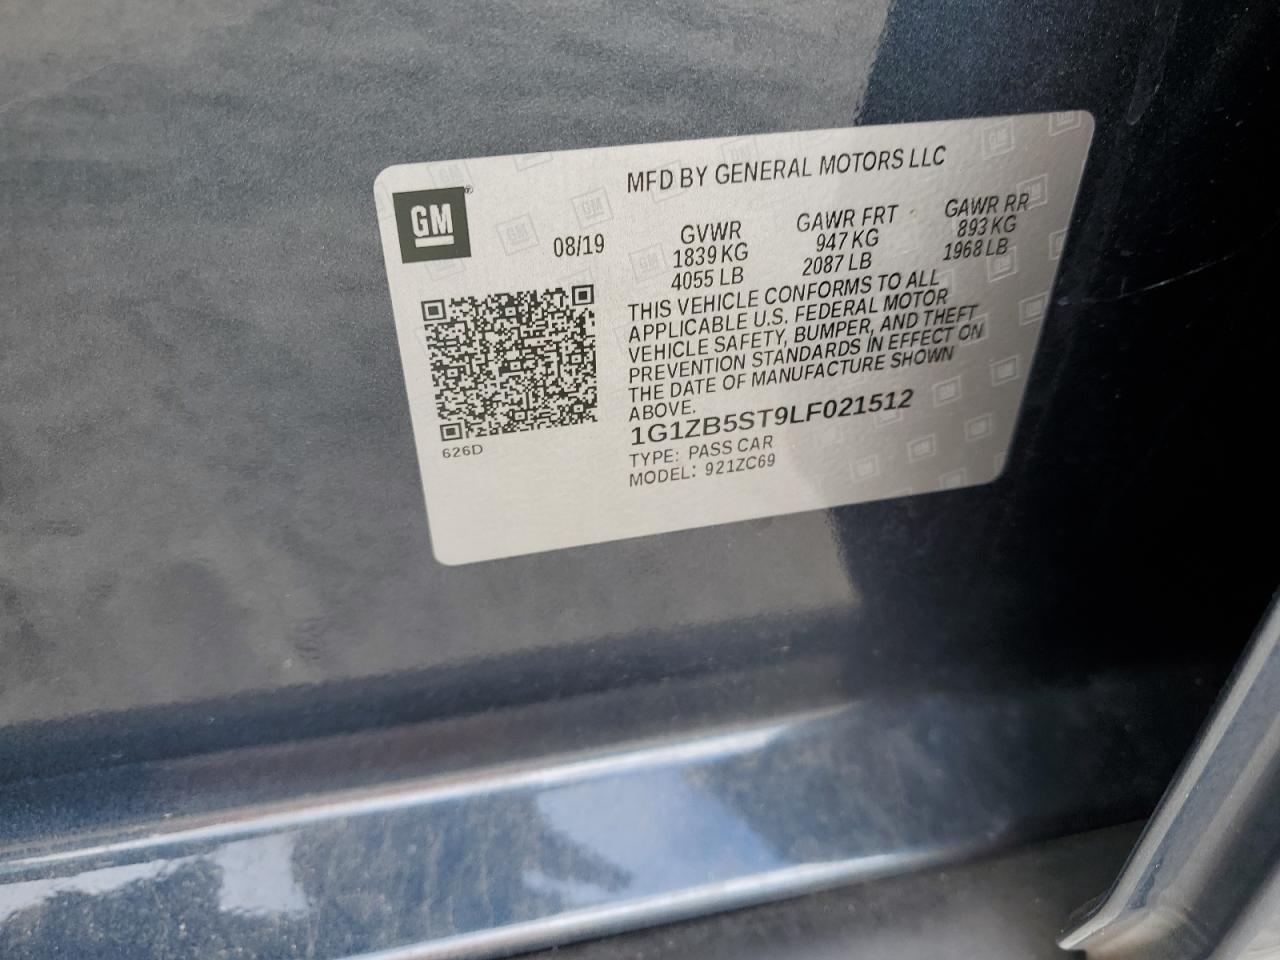 MFD BY GENERAL MOTORS LLC
GM®
08/19
GVWR
1839 KG
4055 LB
GAWR FRT
947 KG
2087 LB
GAWR RR
893 KG
1968 LB
THIS VEHICLE CONFORMS TO ALL
APPLICABLE U.S. FEDERAL MOTOR
VEHICLE SAFETY, BUMPER, AND THEFT
PREVENTION STANDARDS IN EFFECT ON
THE DATE OF MANUFACTURE SHOWN
ABOVE.
1G1ZB5ST9LF021512
TYPE: PASS CAR
MODEL: 921ZC69
626D